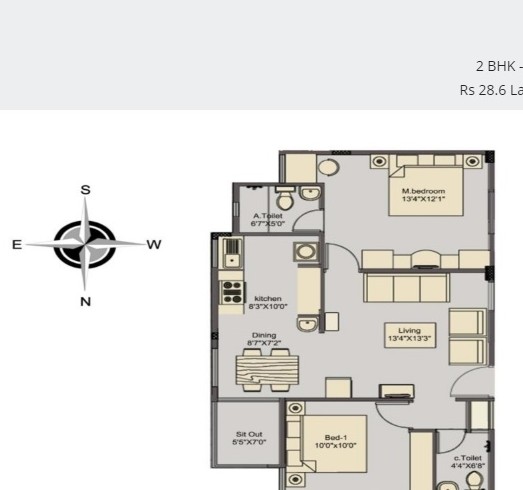 2 BHK -
Rs 28.6 La
S
E
W
N
M.bedroom
13'4"X12'1"
A.Toilet
6'7"X5'0"
kitchen
8'3"X10'0"
Dining
8'7"X7'2"
Living
13'4"X13'3"
Sit Out
5'5"X7'0"
Bed-1
10'0"x10'0"
c.Toilet
4'4"X6'8"